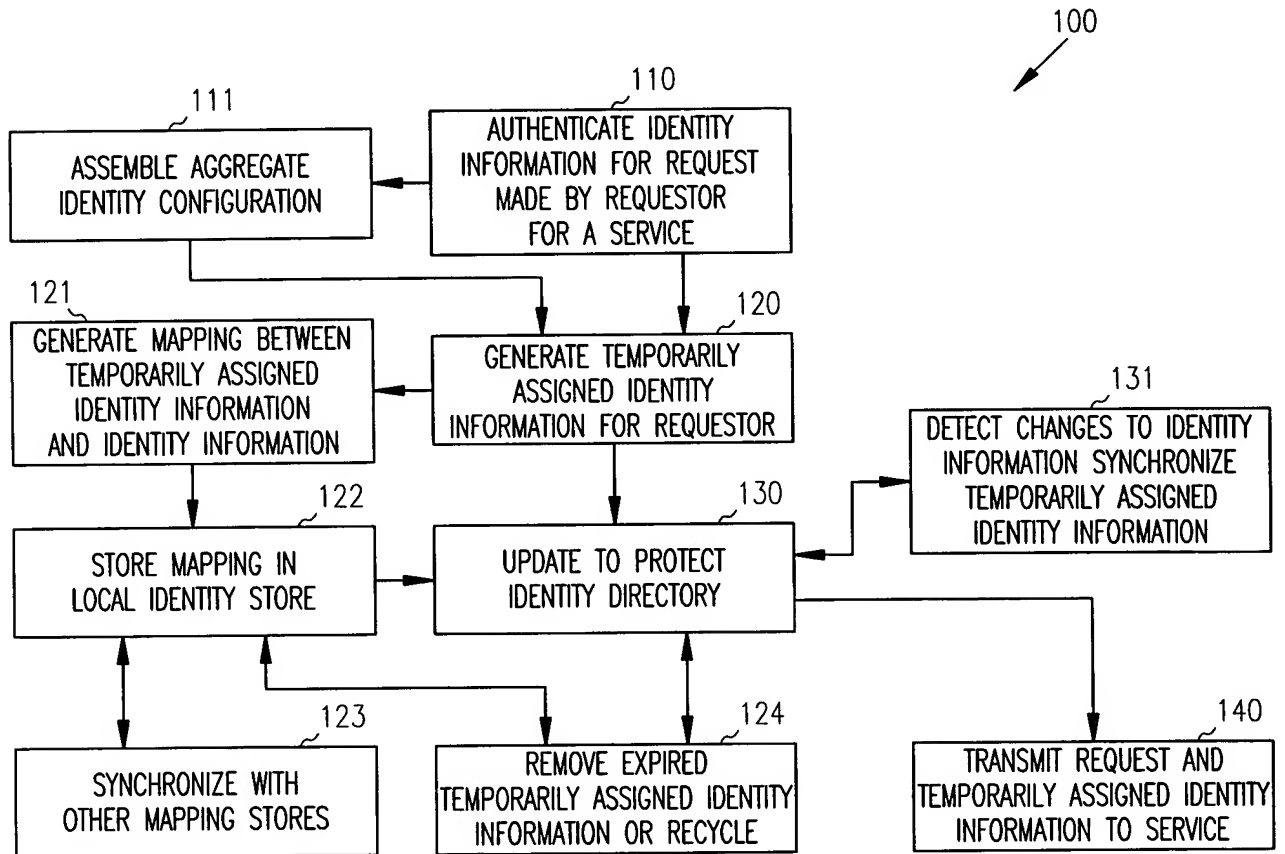 100
110
111
AUTHENTICATE IDENTITY
INFORMATION FOR REQUEST
MADE BY REQUESTOR
FOR A SERVICE
ASSEMBLE AGGREGATE
IDENTITY CONFIGURATION
121
120
GENERATE MAPPING BETWEEN
TEMPORARILY ASSIGNED
IDENTITY INFORMATION
AND IDENTITY INFORMATION
GENERATE TEMPORARILY
ASSIGNED IDENTITY
INFORMATION FOR REQUESTOR
131
DETECT CHANGES TO IDENTITY
INFORMATION SYNCHRONIZE
TEMPORARILY ASSIGNED
IDENTITY INFORMATION
122
130
STORE MAPPING IN
LOCAL IDENTITY STORE
UPDATE TO PROTECT
IDENTITY DIRECTORY
123
124
140
SYNCHRONIZE WITH
OTHER MAPPING STORES
REMOVE EXPIRED
TEMPORARILY ASSIGNED IDENTITY
INFORMATION OR RECYCLE
TRANSMIT REQUEST AND
TEMPORARILY ASSIGNED IDENTITY
INFORMATION TO SERVICE